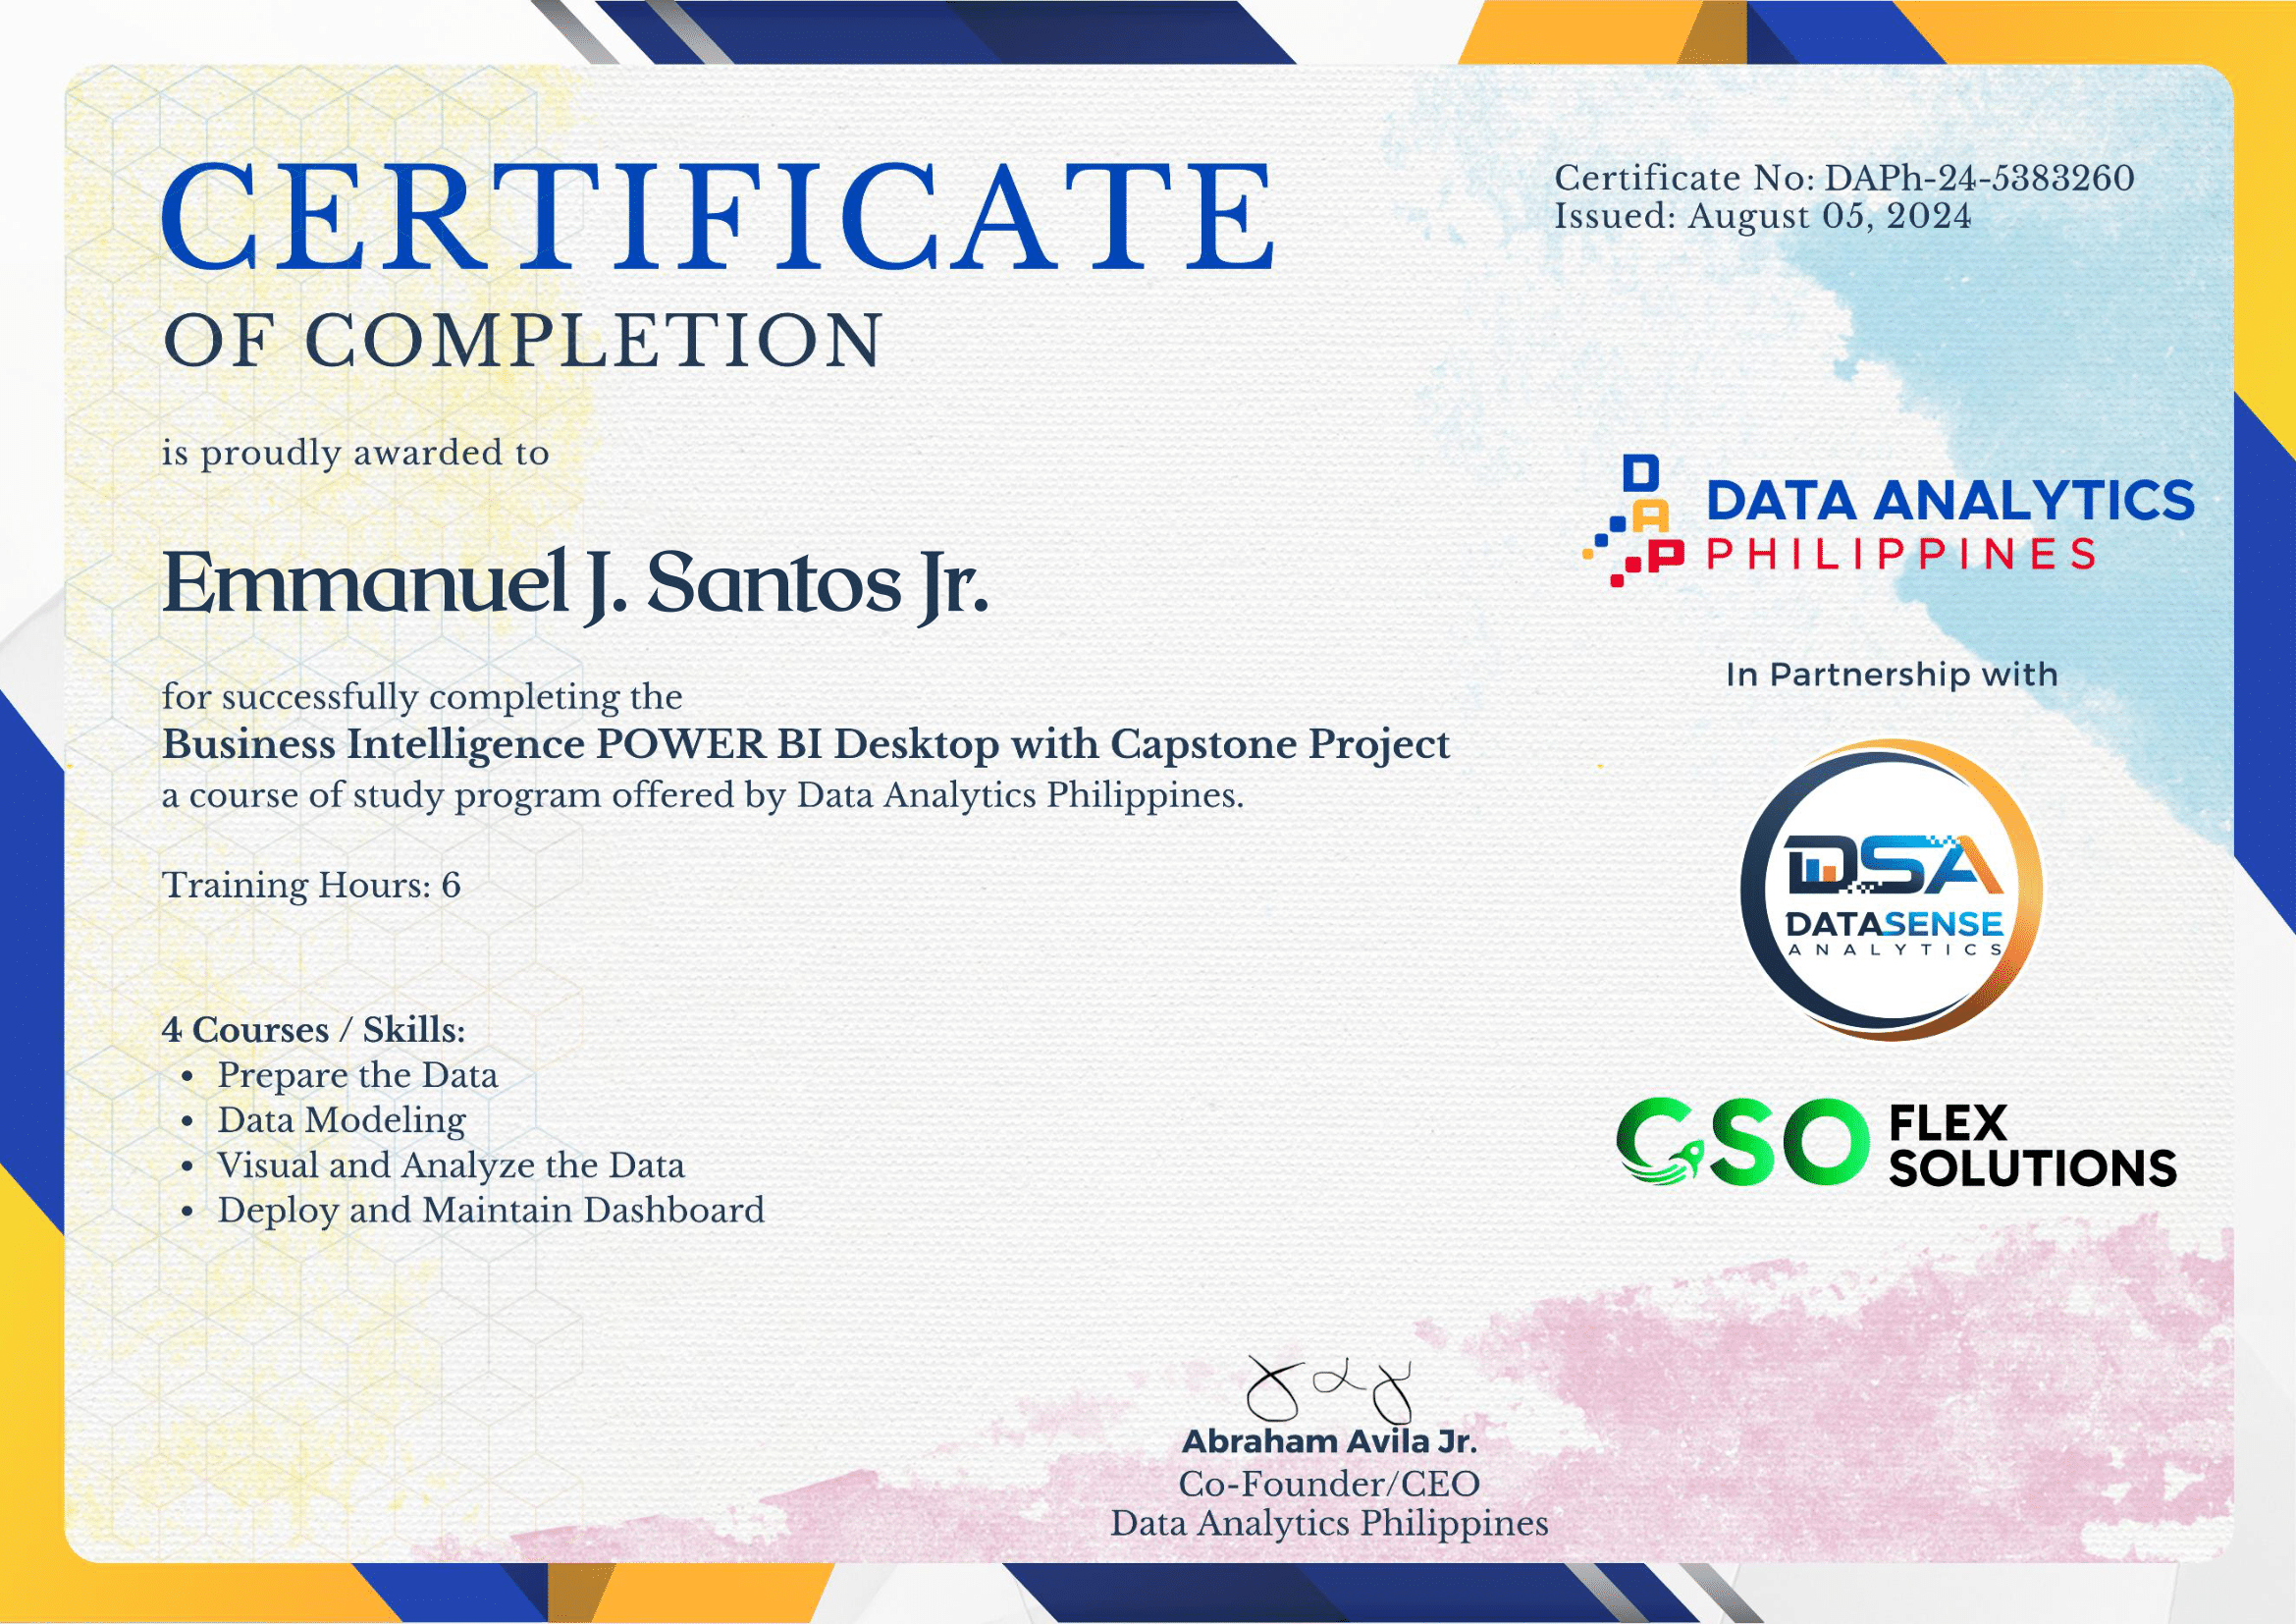 CERTIFICATE
OF COMPLETION
Certificate No: DAPh-24-5383260
Issued: August 05, 2024
is proudly awarded to
Emmanuel J. Santos Jr.
for successfully completing the
Business Intelligence POWER BI Desktop with Capstone Project
a course of study program offered by Data Analytics Philippines.
Training Hours: 6
4 Courses / Skills:
• Prepare the Data
• Data Modeling
• Visual and Analyze the Data
• Deploy and Maintain Dashboard
DAP
DATA ANALYTICS
PHILIPPINES
In Partnership with
DSA
DATASENSE
ANALYTICS
GSO
FLEX
SOLUTIONS
Abraham Avila Jr.
Co-Founder/CEO
Data Analytics Philippines